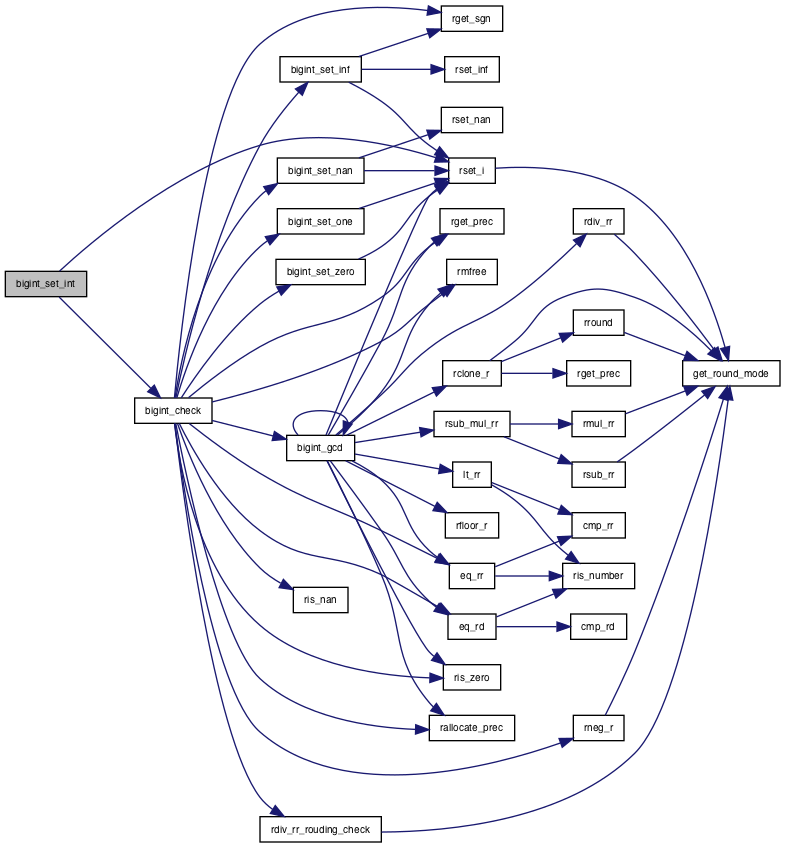 rget_sgn
bigint_set_inf
rset_inf
rset_nan
bigint_set_nan
rset_i
bigint_set_one
rget_prec
rdiv_rr
bigint_set_int
bigint_set_zero
rmfree
rround
rclone_r
rget_prec
get_round_mode
bigint_check
rsub_mul_rr
rmul_rr
bigint_gcd
lt_rr
rsub_rr
rfloor_r
cmp_rr
ris_nan
eq_rr
ris_number
eq_rd
cmp_rd
ris_zero
rallocate_prec
rneg_r
rdiv_rr_rouding_check